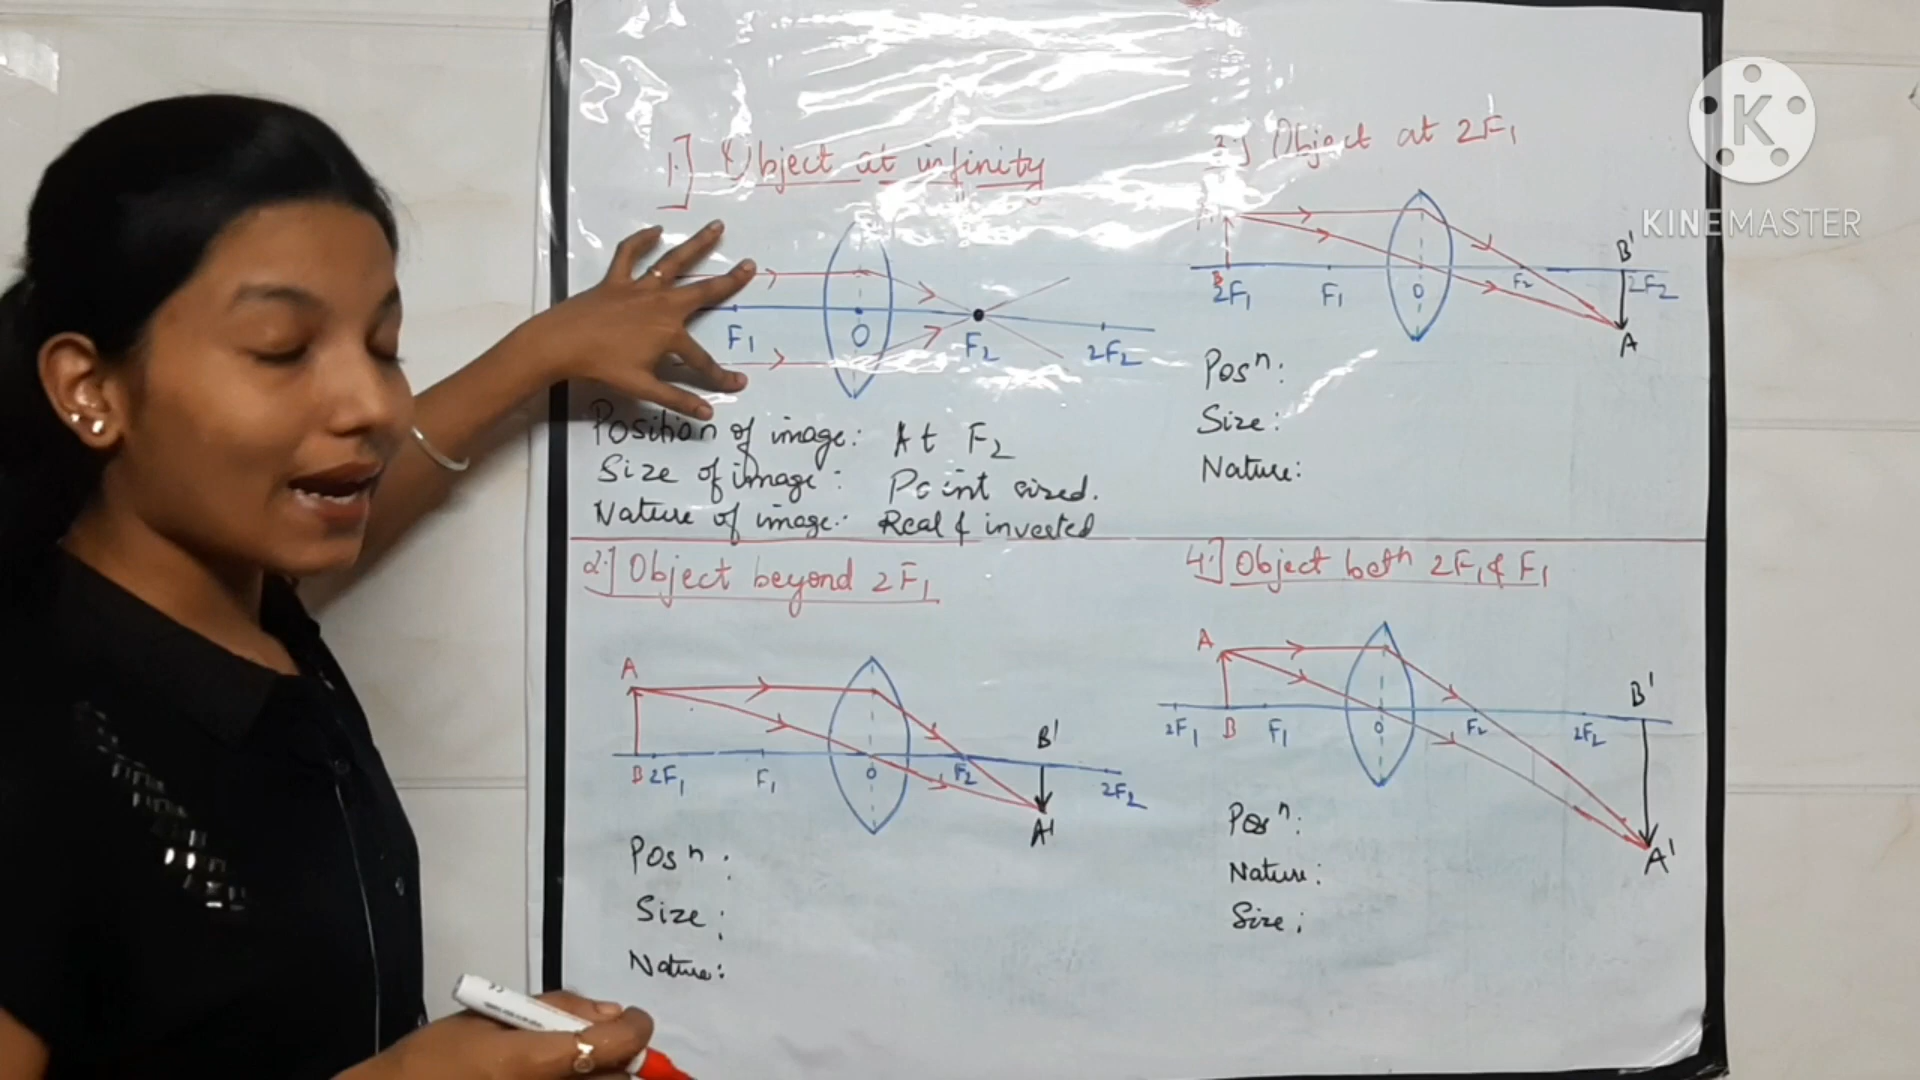 1.] Object at infinity
F₁ O F₂ 2F₂
Position of image: At F₂
Size of image: Point sized.
Nature of image: Real & inverted
2.] Object beyond 2F₁
A
B 2F₁ F₁ O F₂ B' 2F₂
A'
Posⁿ:
Size:
Nature:
3.] Object at 2F₁
B'
B
2F₁ F₁ O F₂ 2F₂
A
Posⁿ:
Size:
Nature:
4.] Object betⁿ 2F₁ & F₁
A
B'
2F₁ B F₁ O F₂ 2F₂
A'
Posⁿ:
Nature:
Size:
K
KINEMASTER